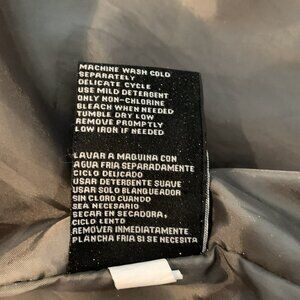 MACHINE WASH COLD
SEPARATELY
DELICATE CYCLE
USE MILD DETERGENT
ONLY NON-CHLORINE
BLEACH WHEN NEEDED
TUMBLE DRY LOW
REMOVE PROMPTLY
LOW IRON IF NEEDED
LAVAR A MAQUINA CON
AGUA FRIA SEPARADAMENTE
CICLO DELICADO
USAR DETERGENTE SUAVE
USAR SOLO BLANQUEADOR
SIN CLORO CUANDO
SEA NECESARIO
SECAR EN SECADORA,
CICLO LENTO
REMOVER INMEDIATAMENTE
PLANCHA FRIA SI SE NECESITA